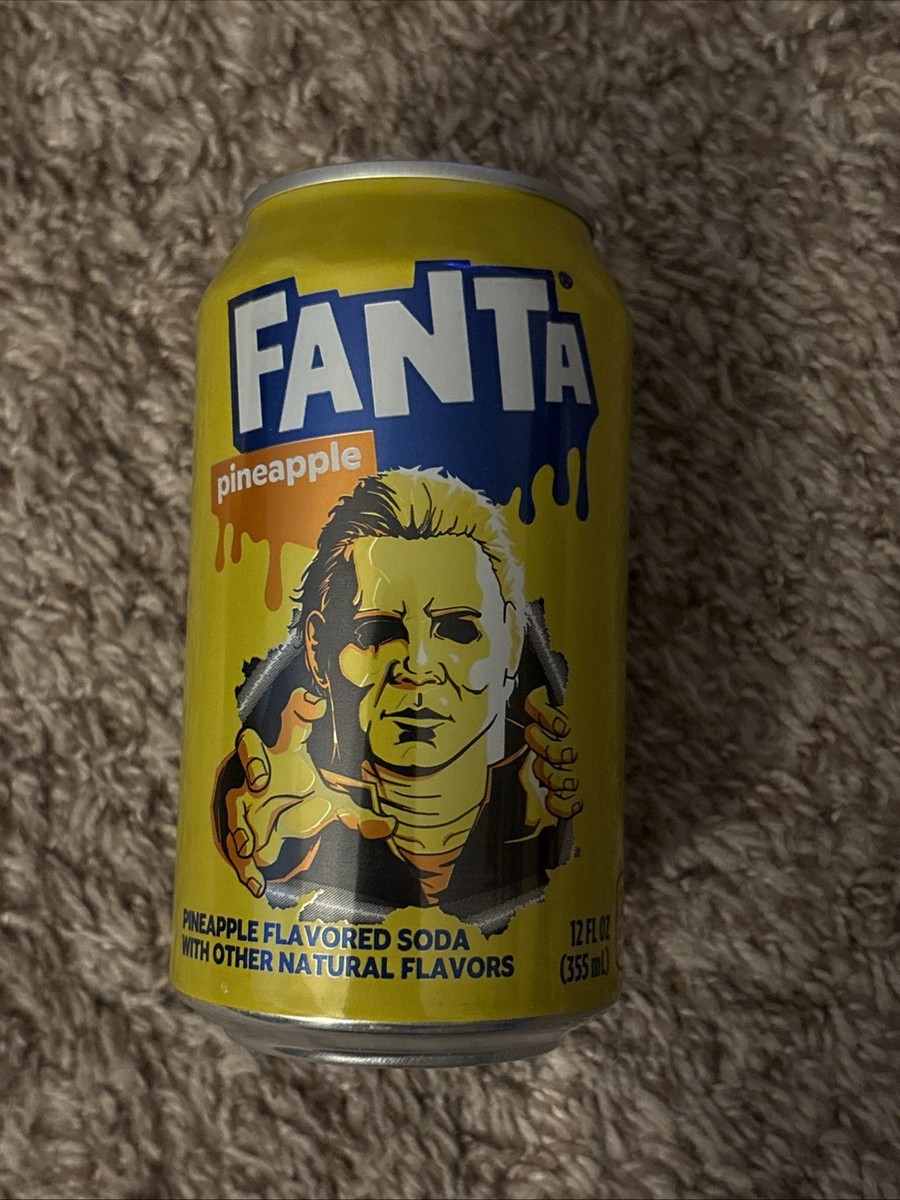 FANTA®
pineapple
PINEAPPLE FLAVORED SODA
WITH OTHER NATURAL FLAVORS
12 FL OZ
(355 mL)